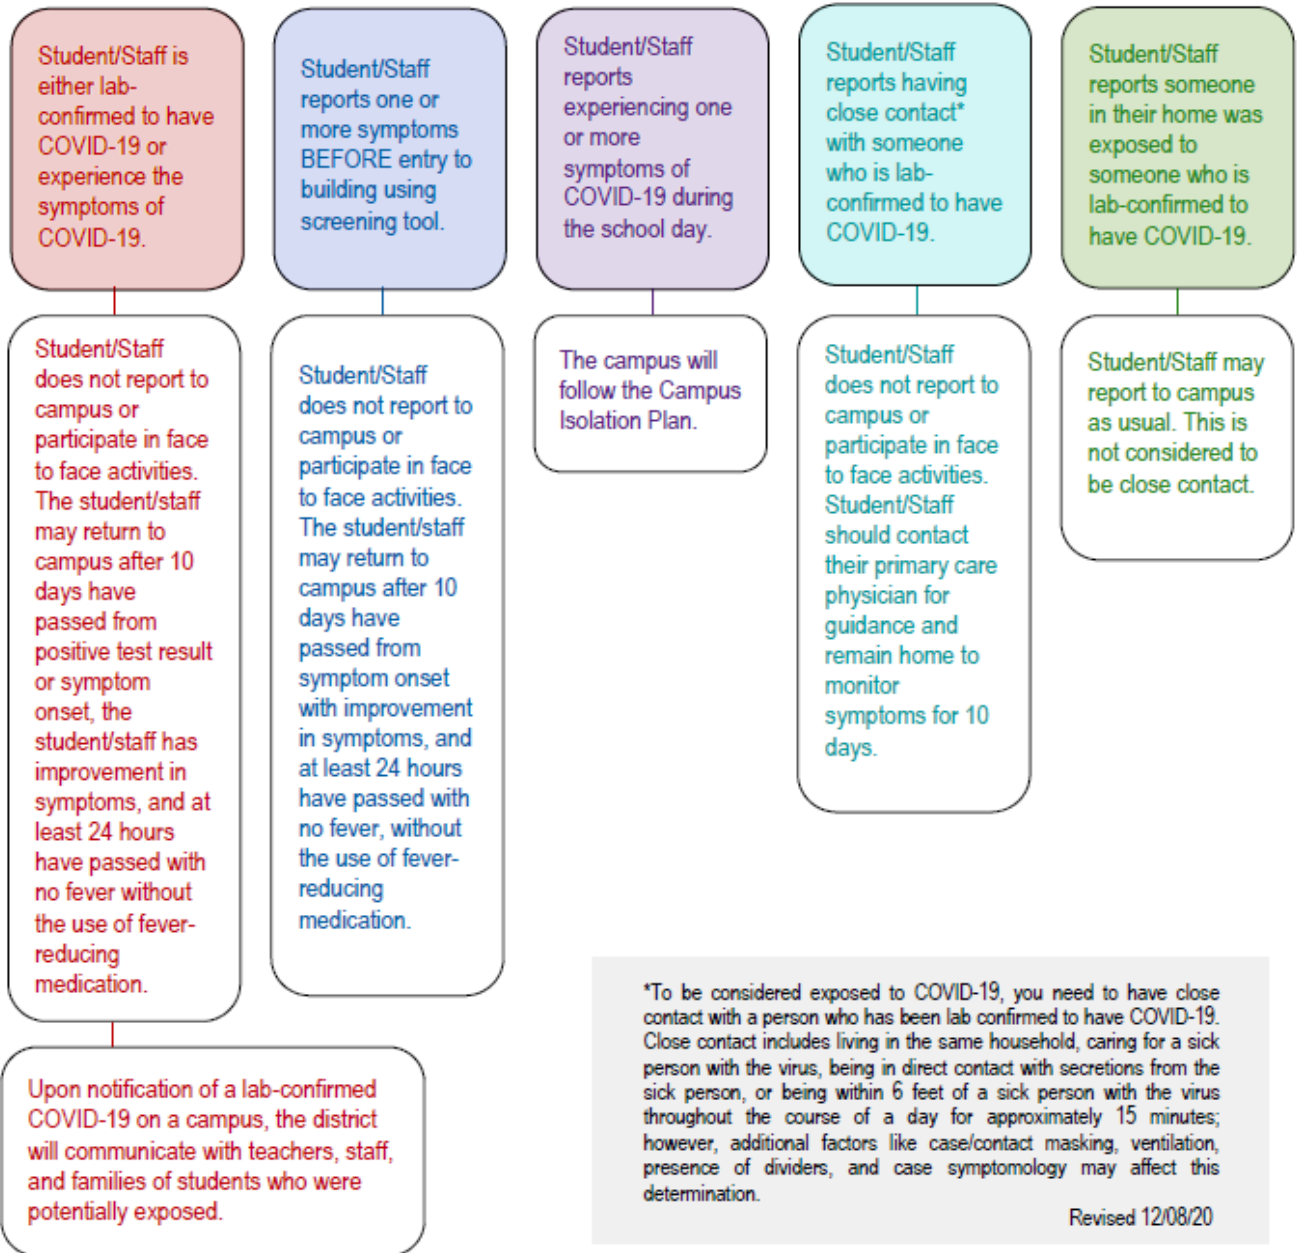 Student/Staff is
either lab-
confirmed to have
COVID-19 or
experience the
symptoms of
COVID-19.
Student/Staff
does not report to
campus or
participate in face
to face activities.
The student/staff
may return to
campus after 10
days have
passed from
positive test result
or symptom
onset, the
student/staff has
improvement in
symptoms, and at
least 24 hours
have passed with
no fever without
the use of fever-
reducing
medication.
Upon notification of a lab-confirmed
COVID-19 on a campus, the district
will communicate with teachers, staff,
and families of students who were
potentially exposed.
Student/Staff
reports one or
more symptoms
BEFORE entry to
building using
screening tool.
Student/Staff
does not report to
campus or
participate in face
to face activities.
The student/staff
may return to
campus after 10
days have
passed from
symptom onset
with improvement
in symptoms, and
at least 24 hours
have passed with
no fever, without
the use of fever-
reducing
medication.
Student/Staff
reports
experiencing one
or more
symptoms of
COVID-19 during
the school day.
The campus will
follow the Campus
Isolation Plan.
Student/Staff
reports having
close contact*
with someone
who is lab-
confirmed to have
COVID-19.
Student/Staff
does not report to
campus or
participate in face
to face activities.
Student/Staff
should contact
their primary care
physician for
guidance and
remain home to
monitor
symptoms for 10
days.
Student/Staff
reports someone
in their home was
exposed to
someone who is
lab-confirmed to
have COVID-19.
Student/Staff may
report to campus
as usual. This is
not considered to
be close contact.
*To be considered exposed to COVID-19, you need to have close
contact with a person who has been lab confirmed to have COVID-19.
Close contact includes living in the same household, caring for a sick
person with the virus, being in direct contact with secretions from the
sick person, or being within 6 feet of a sick person with the virus
throughout the course of a day for approximately 15 minutes;
however, additional factors like case/contact masking, ventilation,
presence of dividers, and case symptomology may affect this
determination.
Revised 12/08/20